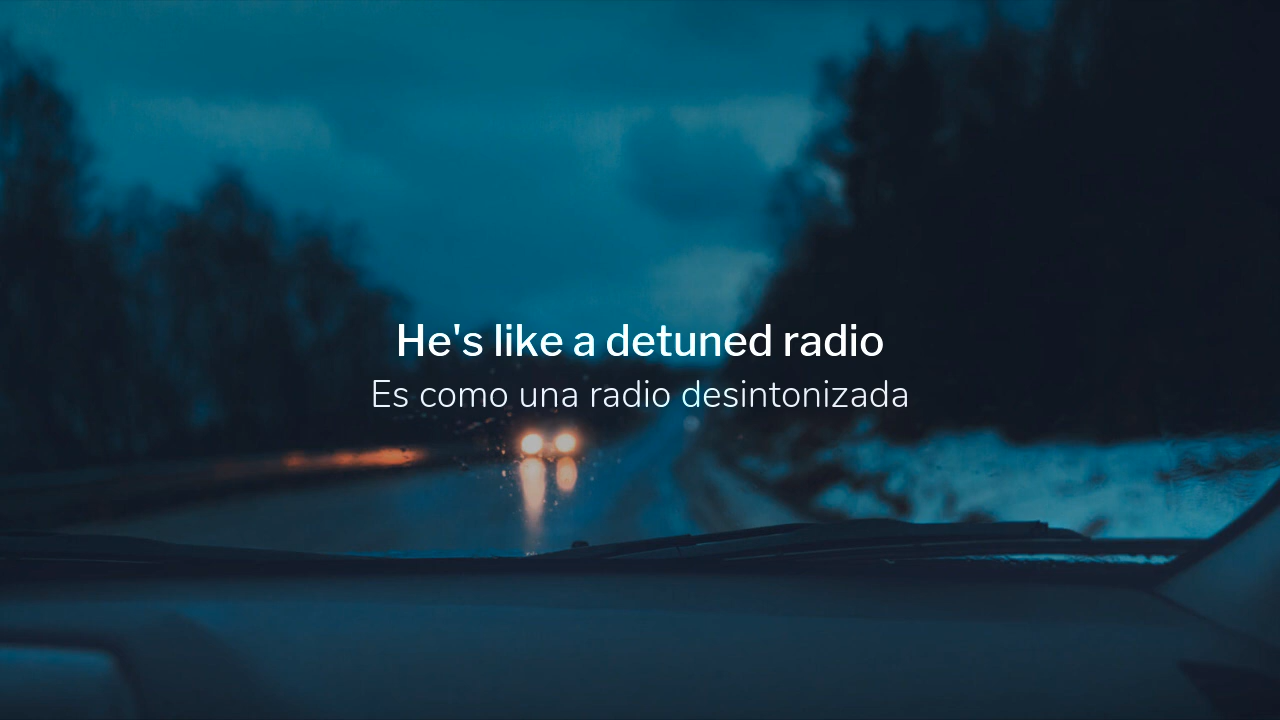 He's like a detuned radio
Es como una radio desintonizada